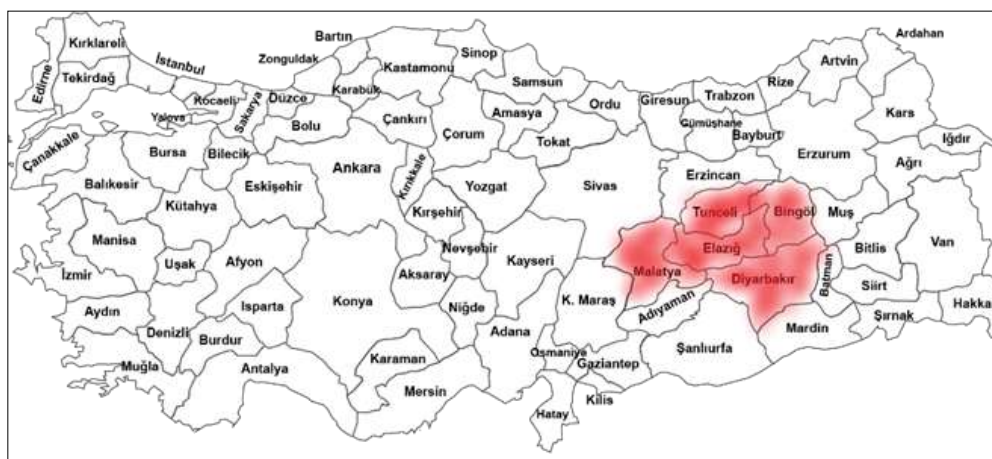 Kırklareli
Edirne
Tekirdağ
İstanbul
Kocaeli
Yalova
Sakarya
Düzce
Zonguldak
Bartın
Karabük
Kastamonu
Sinop
Samsun
Ordu
Giresun
Trabzon
Rize
Artvin
Ardahan
Kars
Iğdır
Ağrı
Erzurum
Bayburt
Gümüşhane
Amasya
Tokat
Çorum
Çankırı
Bolu
Bilecik
Bursa
Çanakkale
Balıkesir
Kütahya
Eskişehir
Ankara
Kırıkkale
Yozgat
Sivas
Erzincan
Tunceli
Bingöl
Muş
Bitlis
Van
Elazığ
Malatya
Diyarbakır
Batman
Siirt
Hakka
Şırnak
Mardin
Şanlıurfa
Adıyaman
K. Maraş
Kayseri
Nevşehir
Kırşehir
Aksaray
Niğde
Konya
Afyon
Uşak
Manisa
İzmir
Aydın
Denizli
Isparta
Burdur
Muğla
Antalya
Karaman
Mersin
Adana
Osmaniye
Gaziantep
Kilis
Hatay